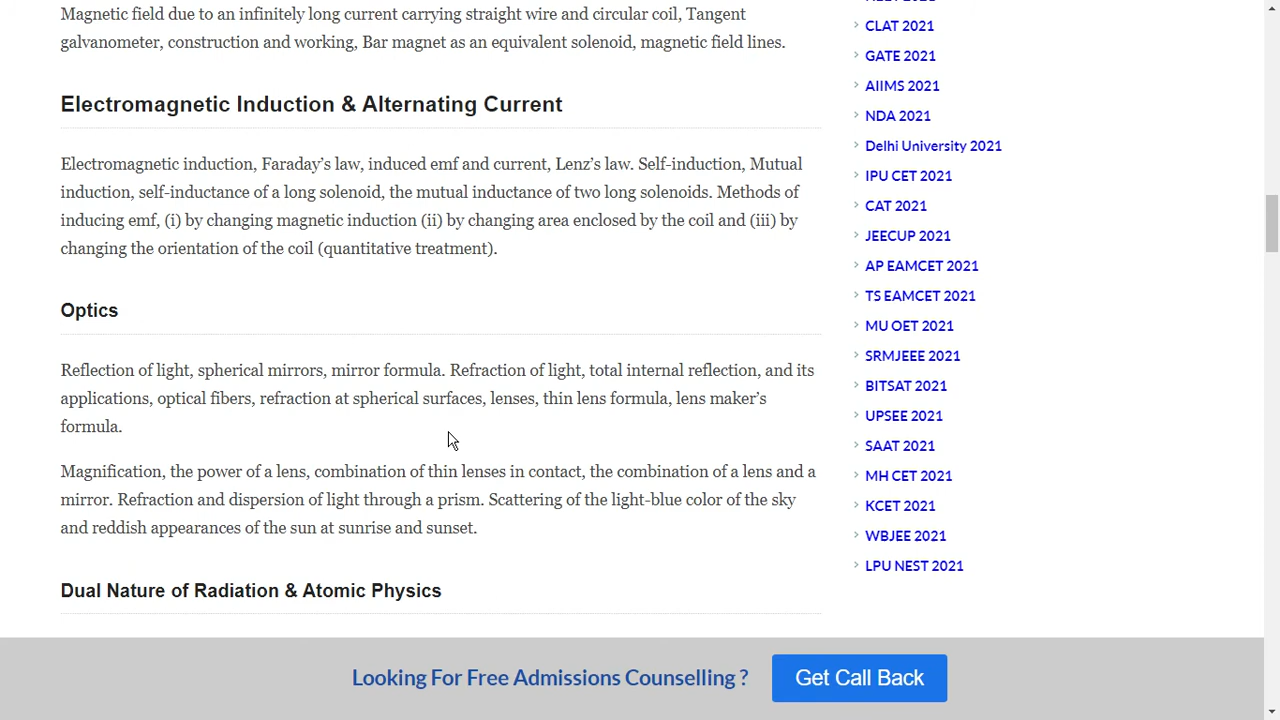 Magnetic field due to an infinitely long current carrying straight wire and circular coil, Tangent
galvanometer, construction and working, Bar magnet as an equivalent solenoid, magnetic field lines.
Electromagnetic Induction & Alternating Current
Electromagnetic induction, Faraday's law, induced emf and current, Lenz's law. Self-induction, Mutual
induction, self-inductance of a long solenoid, the mutual inductance of two long solenoids. Methods of
inducing emf, (i) by changing magnetic induction (ii) by changing area enclosed by the coil and (iii) by
changing the orientation of the coil (quantitative treatment).
Optics
Reflection of light, spherical mirrors, mirror formula. Refraction of light, total internal reflection, and its
applications, optical fibers, refraction at spherical surfaces, lenses, thin lens formula, lens maker's
formula.
Magnification, the power of a lens, combination of thin lenses in contact, the combination of a lens and a
mirror. Refraction and dispersion of light through a prism. Scattering of the light-blue color of the sky
and reddish appearances of the sun at sunrise and sunset.
Dual Nature of Radiation & Atomic Physics
CLAT 2021
GATE 2021
AIIMS 2021
NDA 2021
Delhi University 2021
IPU CET 2021
CAT 2021
JEECUP 2021
AP EAMCET 2021
TS EAMCET 2021
MU OET 2021
SRMJEEE 2021
BITSAT 2021
UPSEE 2021
SAAT 2021
MH CET 2021
KCET 2021
WBJEE 2021
LPU NEST 2021
Looking For Free Admissions Counselling ?
Get Call Back